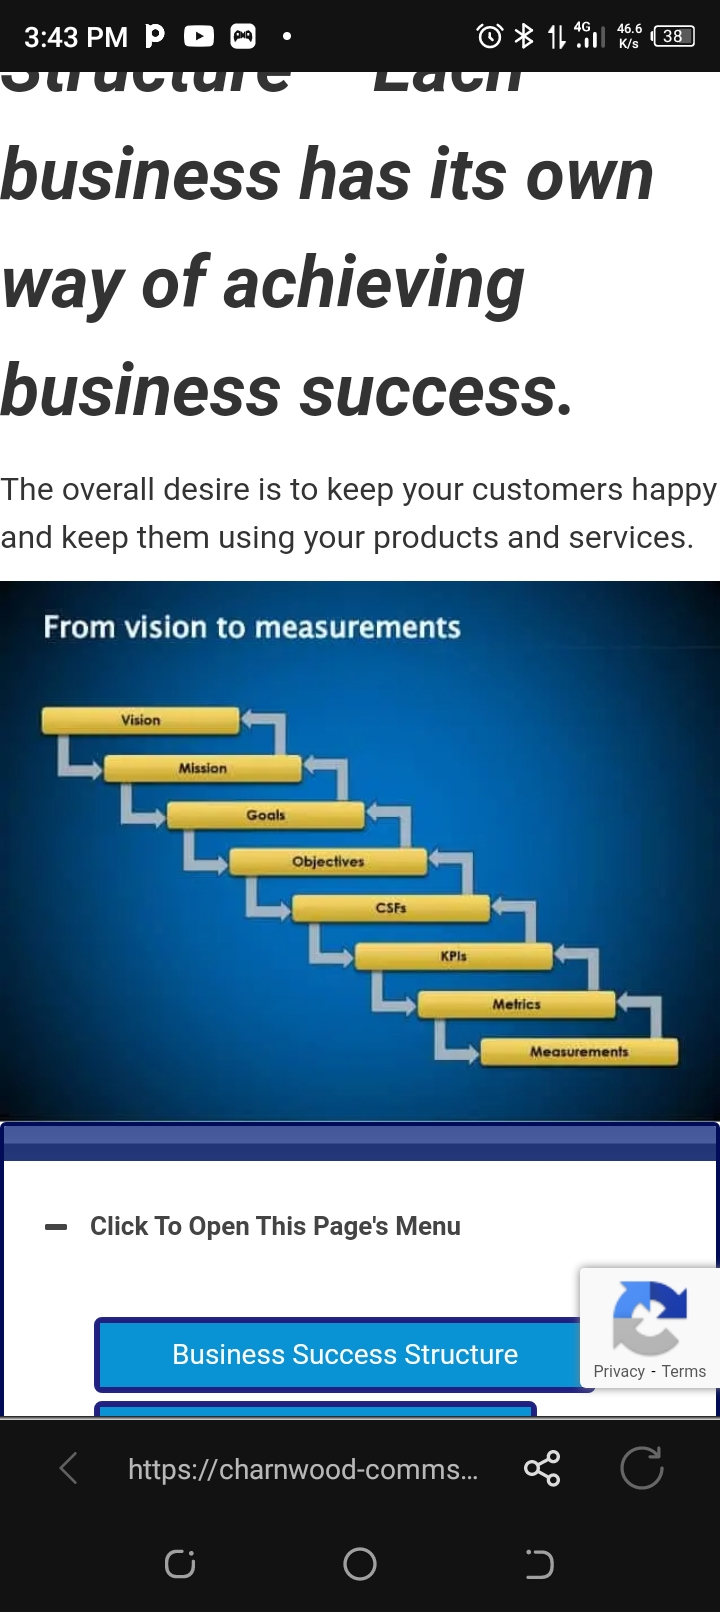 3:43 PM
4G
46.6
K/s
38
Structure Each
business has its own
way of achieving
business success.
The overall desire is to keep your customers happy
and keep them using your products and services.
From vision to measurements
Vision
Mission
Goals
Objectives
CSFs
KPIs
Metrics
Measurements
Click To Open This Page's Menu
Business Success Structure
Privacy - Terms
https://charnwood-comms...